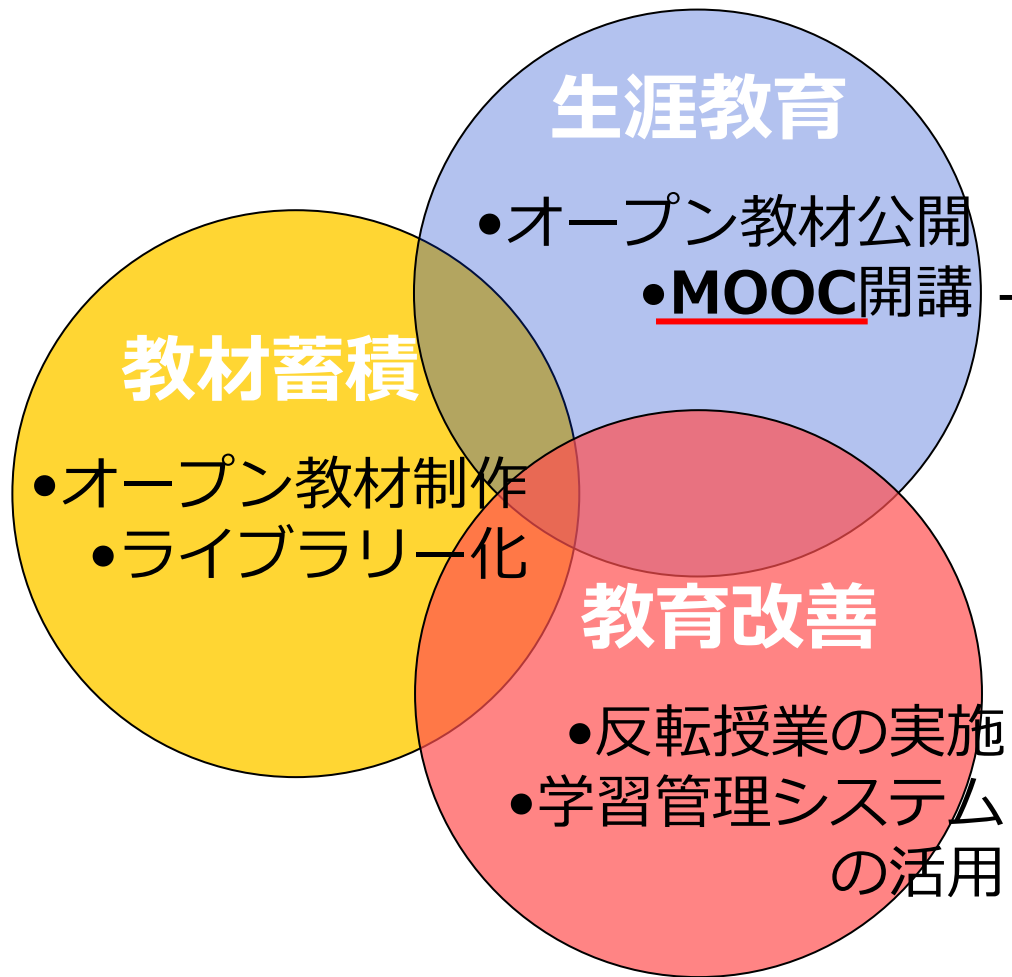 生涯教育
•オープン教材公開
•MOOC開講 -
教材蓄積
•オープン教材制作
•ライブラリー化
教育改善
•反転授業の実施
•学習管理システム
の活用